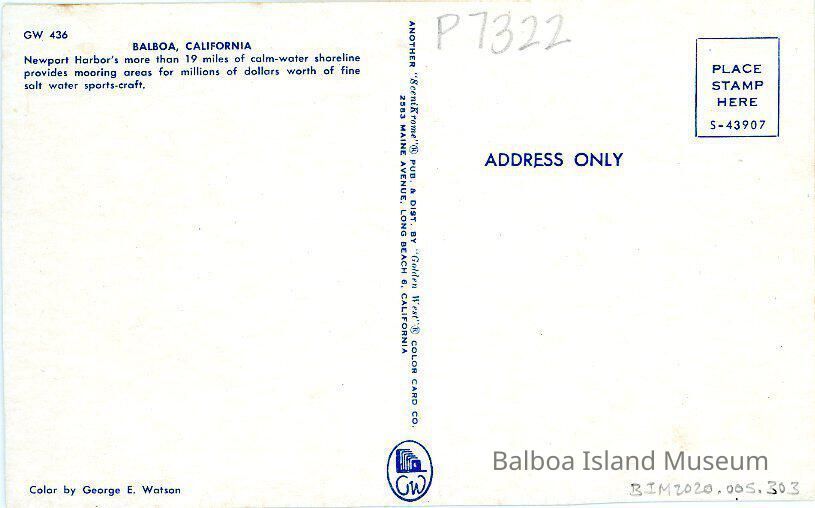 GW 436
BALBOA, CALIFORNIA
Newport Harbor's more than 19 miles of calm-water shoreline
provides mooring areas for millions of dollars worth of fine
salt water sports-craft.
Color by George E. Watson
ANOTHER "SceniKrome"® PUB. & DIST. BY "Golden West"® COLOR CARD CO.
2583 MAINE AVENUE, LONG BEACH 6, CALIFORNIA
GW
P7322
PLACE
STAMP
HERE
S-43907
ADDRESS ONLY
Balboa Island Museum
BIM2020.005.303